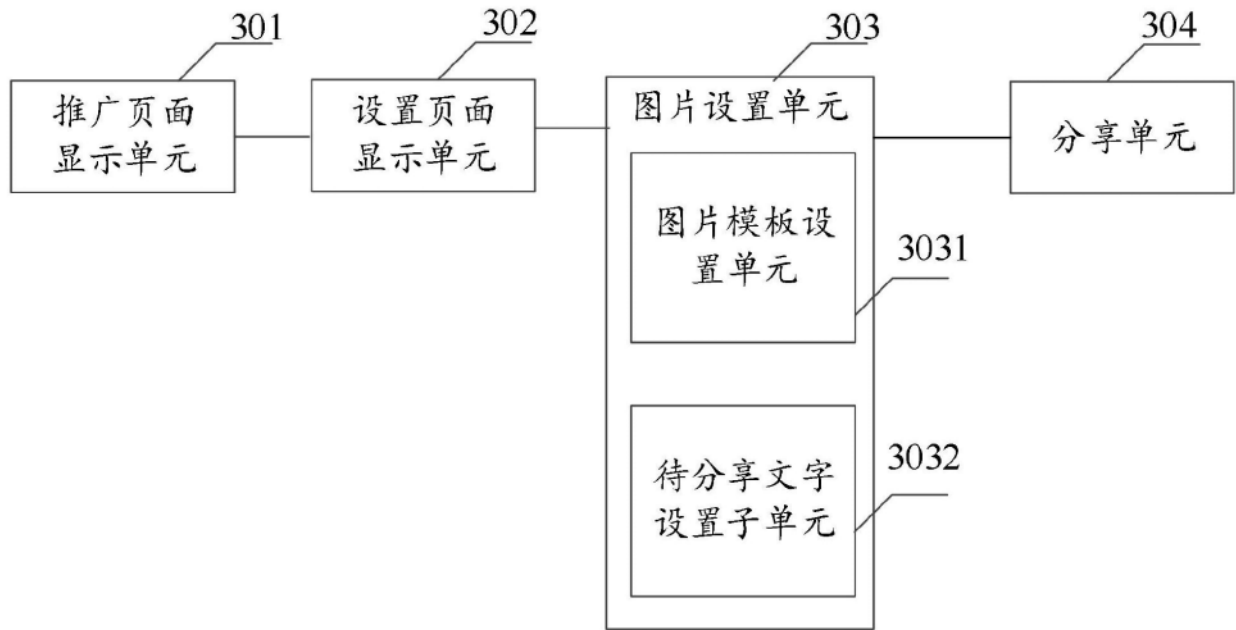 301
302
303
304
推广页面
显示单元
设置页面
显示单元
图片设置单元
分享单元
图片模板设
置单元
3031
待分享文字
设置子单元
3032